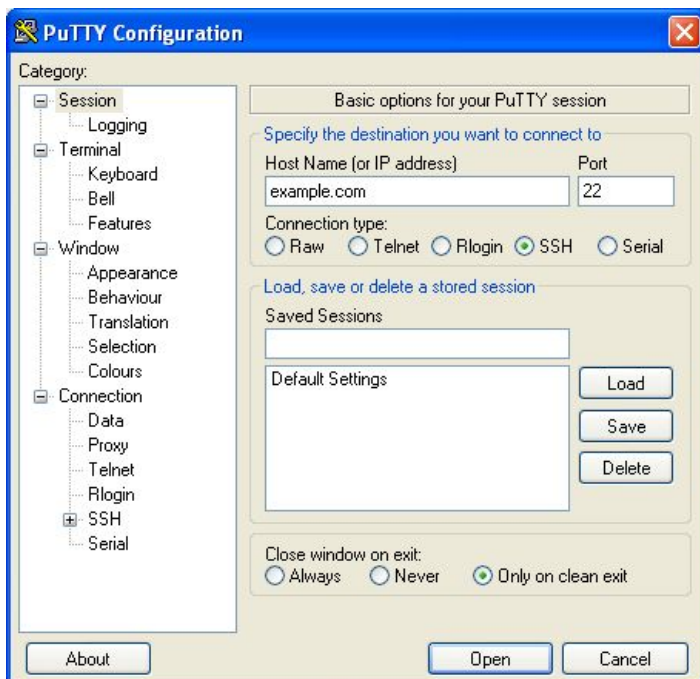 PuTTY Configuration
Category:
Session
Logging
Terminal
Keyboard
Bell
Features
Window
Appearance
Behaviour
Translation
Selection
Colours
Connection
Data
Proxy
Telnet
Rlogin
SSH
Serial
Basic options for your PuTTY session
Specify the destination you want to connect to
Host Name (or IP address) Port
example.com 22
Connection type:
Raw Telnet Rlogin SSH Serial
Load, save or delete a stored session
Saved Sessions
Default Settings
Load
Save
Delete
Close window on exit:
Always Never Only on clean exit
About Open Cancel